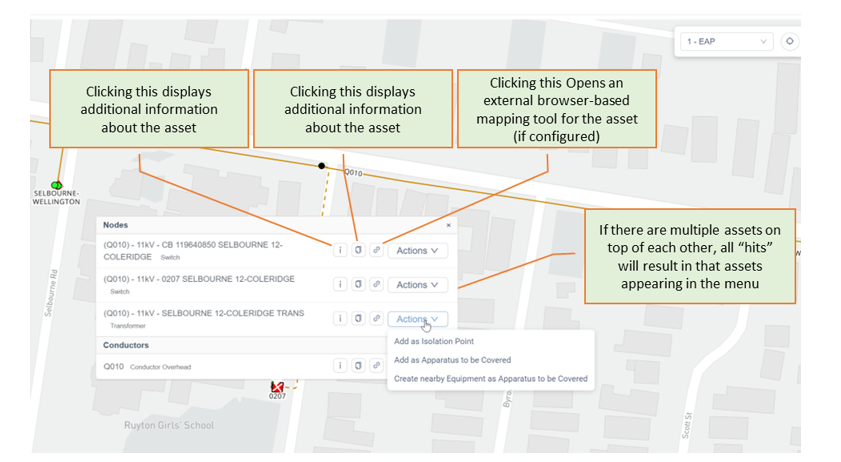 1 - EAP
Clicking this displays
additional information
about the asset
Clicking this displays
additional information
about the asset
Clicking this Opens an
external browser-based
mapping tool for the asset
(if configured)
Q010
SELBOURNE-
WELLINGTON
If there are multiple assets on
top of each other, all “hits”
will result in that assets
appearing in the menu
Nodes
×
(Q010) - 11kV - CB 119640850 SELBOURNE 12-
COLERIDGE Switch
i
Actions
(Q010) - 11kV - 0207 SELBOURNE 12-COLERIDGE
Switch
i
Actions
(Q010) - 11kV - SELBOURNE 12-COLERIDGE TRANS
Transformer
i
Actions
Add as Isolation Point
Add as Apparatus to be Covered
Create nearby Equipment as Apparatus to be Covered
Conductors
Q010 Conductor Overhead
i
Selbourne Rd
0207
Ruyton Girls' School
Byro
Scott St